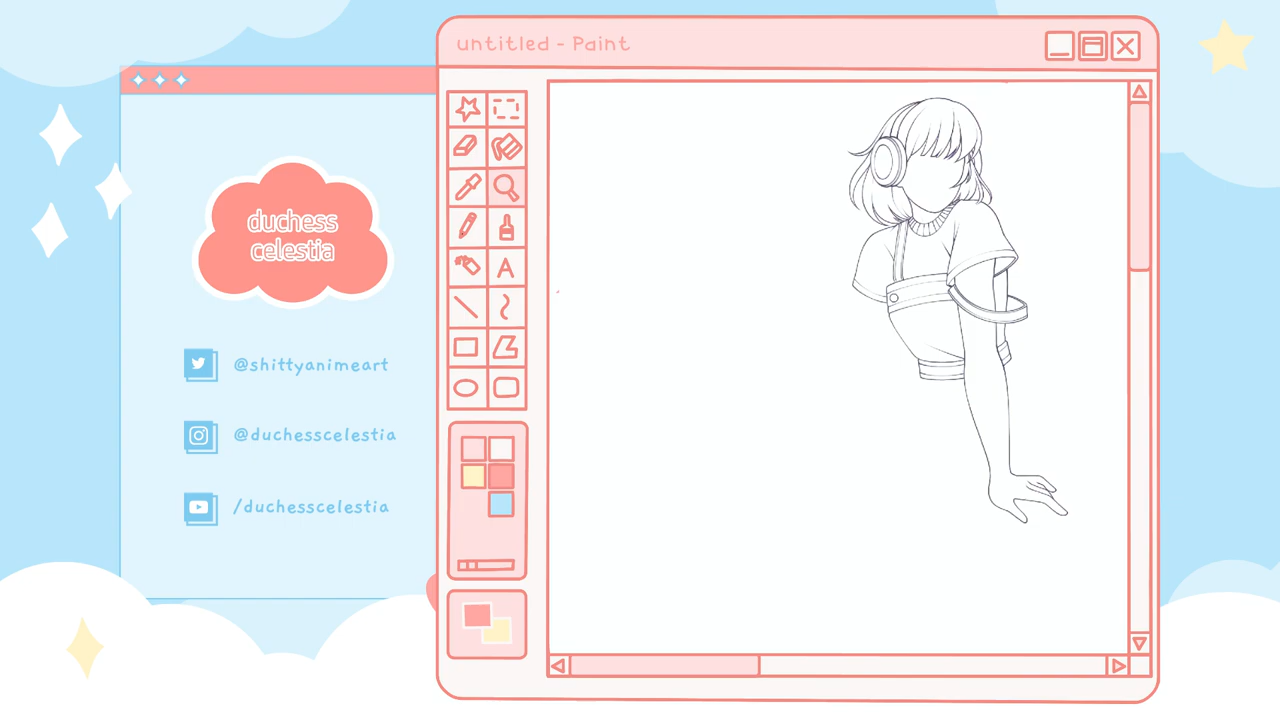 untitled - Paint
duchess
celestia
@shittyanimeart
@duchesscelestia
/duchesscelestia
A